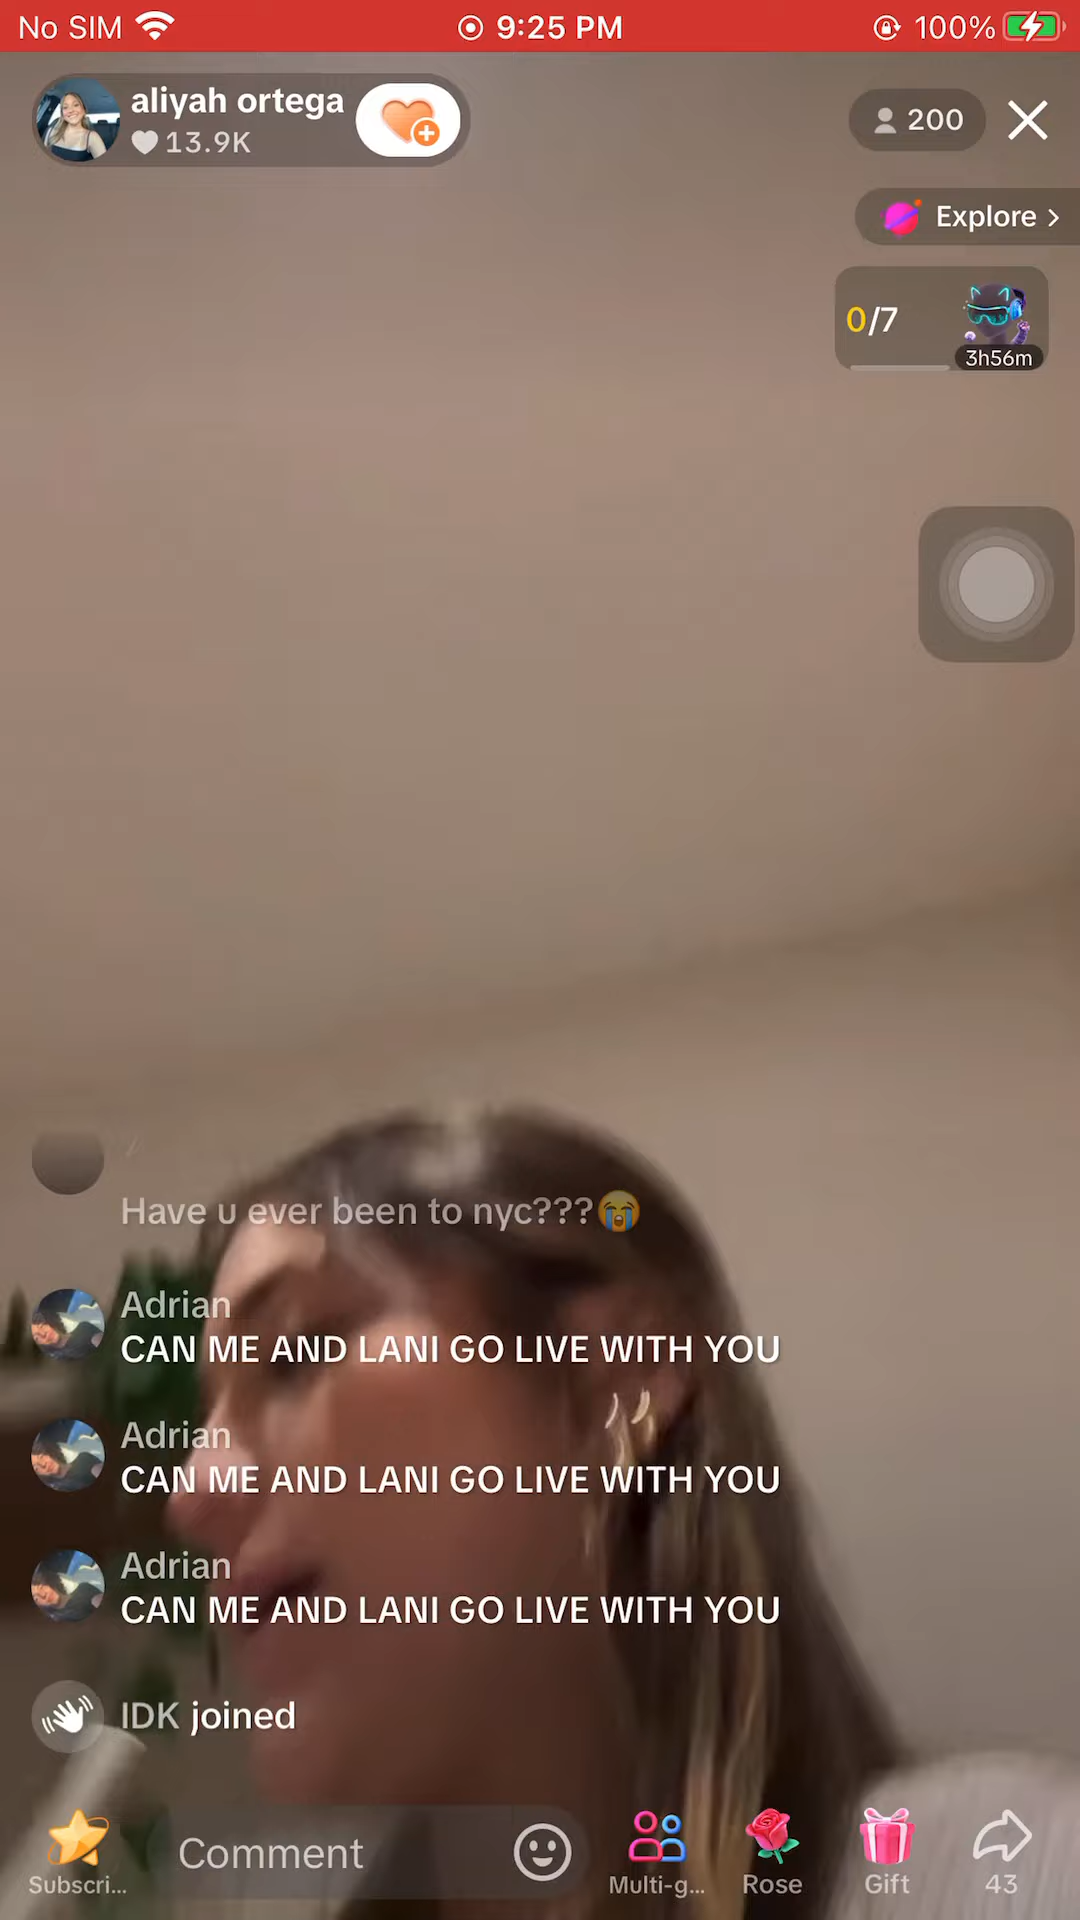 No SIM 9:25 PM 100%
aliyah ortega
13.9K
200
Explore >
0/7
3h56m
Have u ever been to nyc???😭
Adrian
CAN ME AND LANI GO LIVE WITH YOU
Adrian
CAN ME AND LANI GO LIVE WITH YOU
Adrian
CAN ME AND LANI GO LIVE WITH YOU
IDK joined
Comment
Subscri... Multi-g... Rose Gift 43